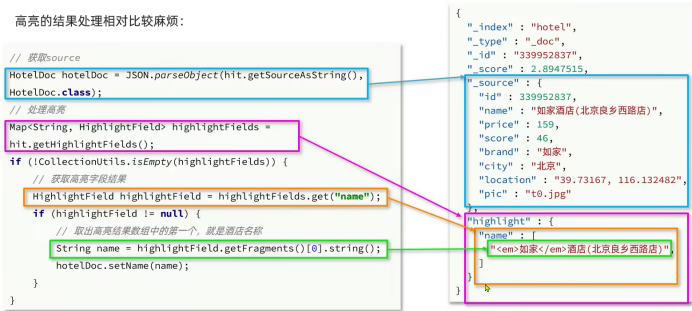 高亮的结果处理相对比较麻烦：
// 获取source
HotelDoc hotelDoc = JSON.parseObject(hit.getSourceAsString(),
HotelDoc.class);
// 处理高亮
Map<String, HighlightField> highlightFields =
hit.getHighlightFields();
if (!CollectionUtils.isEmpty(highlightFields)) {
// 获取高亮字段结果
HighlightField highlightField = highlightFields.get("name");
if (highlightField != null) {
// 取出高亮结果数组中的第一个，就是酒店名称
String name = highlightField.getFragments()[0].string();
hotelDoc.setName(name);
}
}
{
"_index" : "hotel",
"_type" : "_doc",
"_id" : "339952837",
"_score" : 2.8947515,
"_source" : {
"id" : 339952837,
"name" : "如家酒店(北京良乡西路店)",
"price" : 159,
"score" : 46,
"brand" : "如家",
"city" : "北京",
"location" : "39.73167, 116.132482",
"pic" : "t0.jpg"
},
"highlight" : {
"name" : [
"<em>如家</em>酒店(北京良乡西路店)",
]
}
}